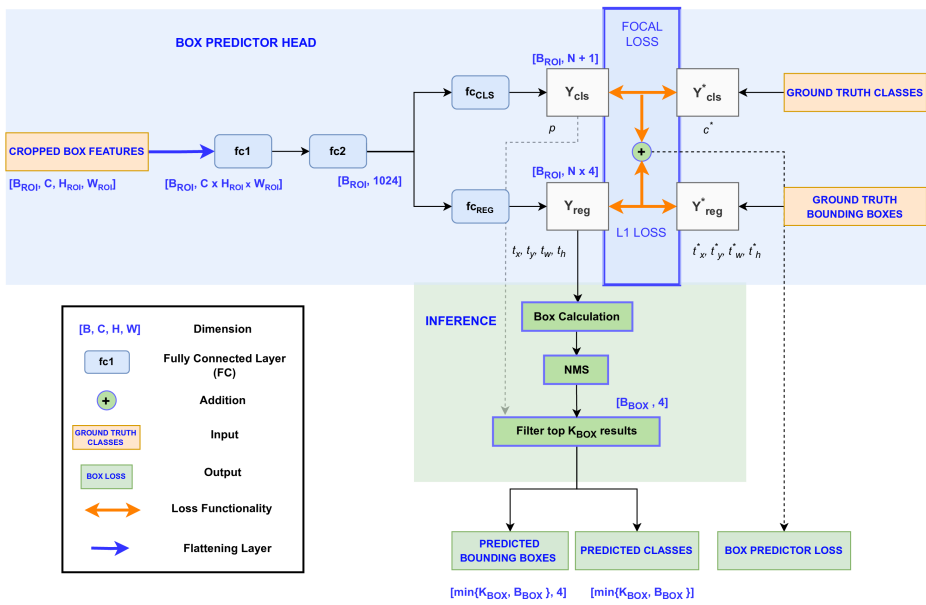 BOX PREDICTOR HEAD
FOCAL
LOSS
[B_ROI, N + 1]
fc_CLS
Y_cls
Y*_cls
GROUND TRUTH CLASSES
p
c*
CROPPED BOX FEATURES
fc1
fc2
+
[B_ROI, C, H_ROI, W_ROI]
[B_ROI, C x H_ROI x W_ROI]
[B_ROI, 1024]
[B_ROI, N x 4]
fc_REG
Y_reg
Y*_reg
GROUND TRUTH
BOUNDING BOXES
L1 LOSS
t_x, t_y, t_w, t_h
t*_x, t*_y, t*_w, t*_h
INFERENCE
Box Calculation
NMS
[B_BOX , 4]
Filter top K_BOX results
PREDICTED
BOUNDING BOXES
PREDICTED CLASSES
BOX PREDICTOR LOSS
[min{K_BOX, B_BOX }, 4]
[min{K_BOX, B_BOX }]
[B, C, H, W]
Dimension
fc1
Fully Connected Layer
(FC)
+
Addition
GROUND TRUTH
CLASSES
Input
BOX LOSS
Output
Loss Functionality
Flattening Layer